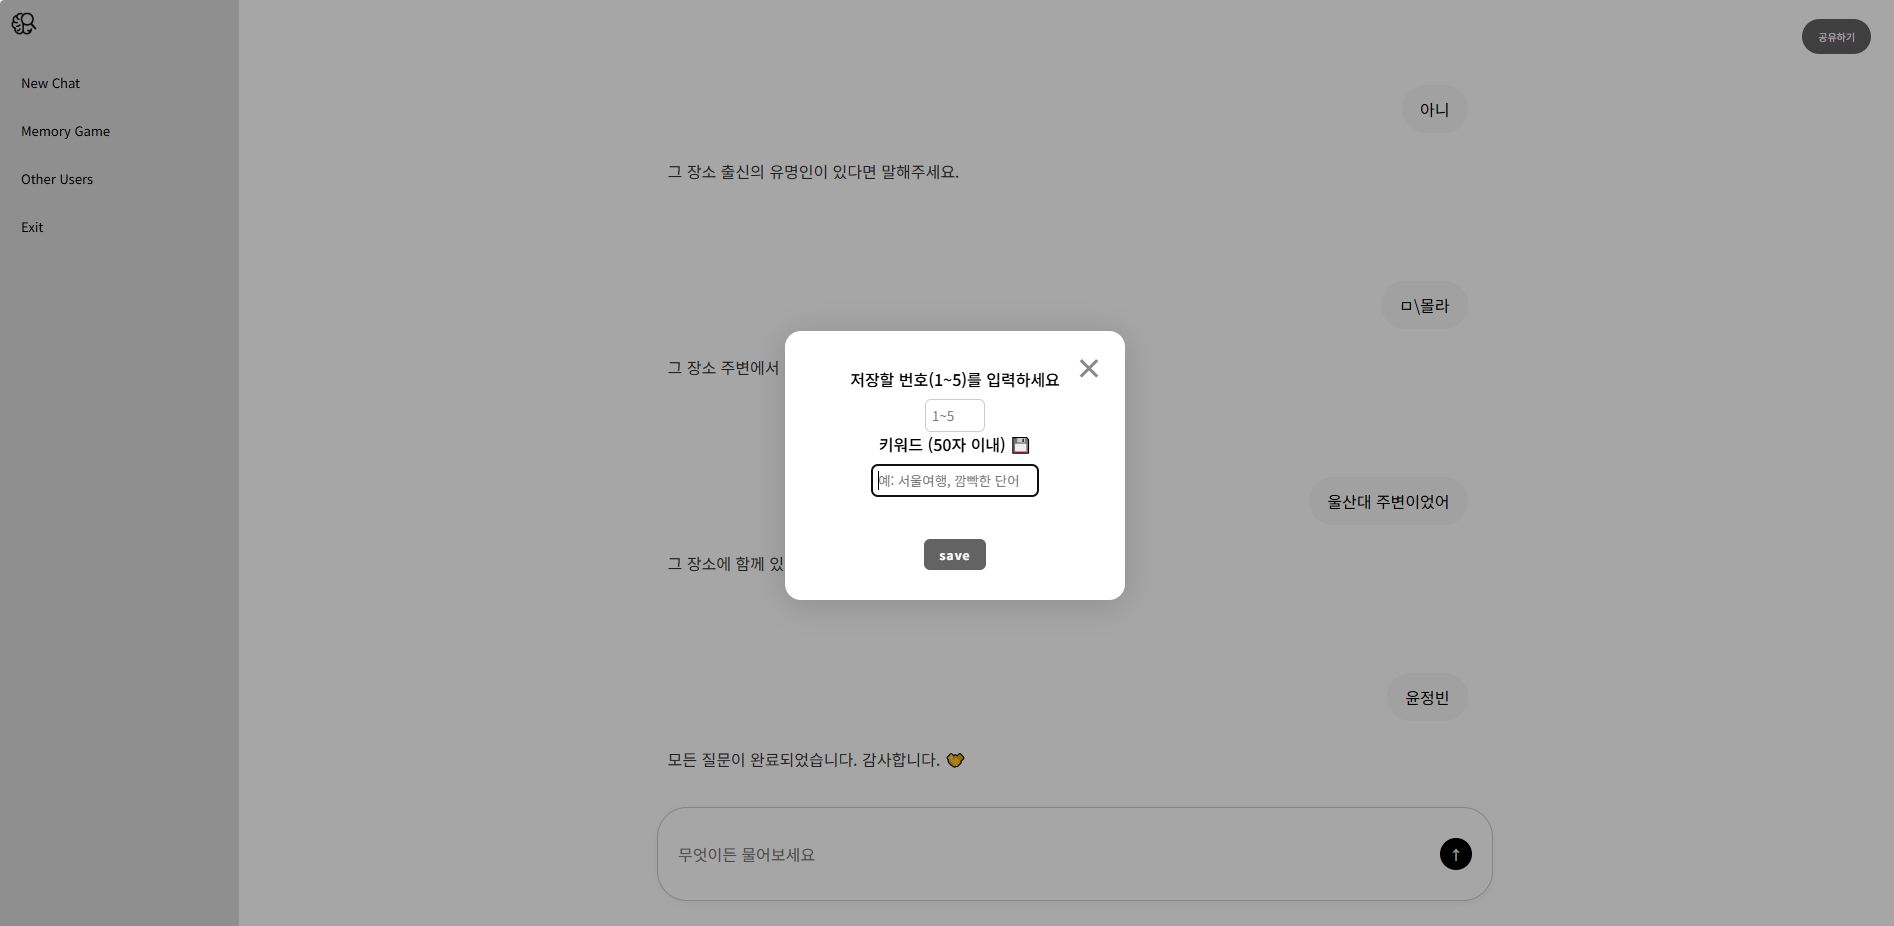 New Chat
Memory Game
Other Users
Exit
공유하기
아니
그 장소 출신의 유명인이 있다면 말해주세요.
ㅁ\몰라
그 장소 주변에서
저장할 번호(1~5)를 입력하세요
1~5
키워드 (50자 이내) 💾
예: 서울여행, 깜빡한 단어
save
울산대 주변이었어
그 장소에 함께 있
윤정빈
모든 질문이 완료되었습니다. 감사합니다.
무엇이든 물어보세요
↑